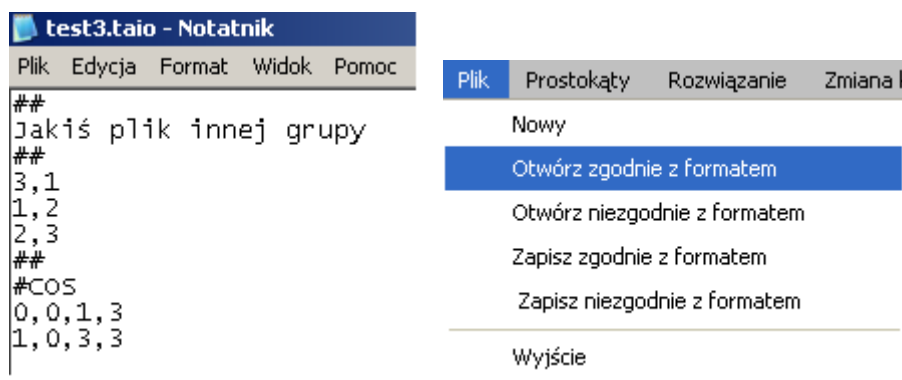 test3.taio - Notatnik
Plik Edycja Format Widok Pomoc
##
Jakiś plik innej grupy
##
3,1
1,2
2,3
##
#COS
0,0,1,3
1,0,3,3
Plik Prostokąty Rozwiązanie Zmiana
Nowy
Otwórz zgodnie z formatem
Otwórz niezgodnie z formatem
Zapisz zgodnie z formatem
Zapisz niezgodnie z formatem
Wyjście